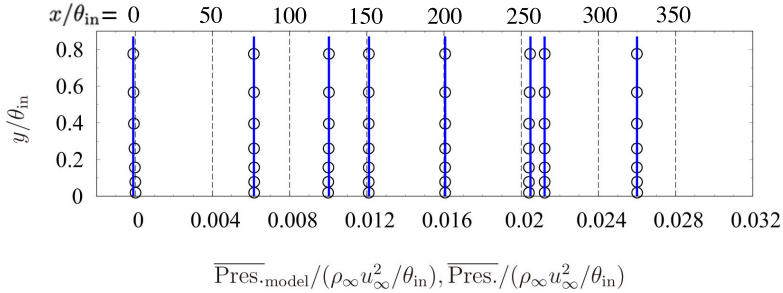 x/θ_in= 0 50 100 150 200 250 300 350
0.8
0.6
0.4
0.2
0
y/θ_in
0 0.004 0.008 0.012 0.016 0.02 0.024 0.028 0.032
\overline{Pres.}_model/(ρ_∞u_∞^2/θ_in), \overline{Pres.}/(ρ_∞u_∞^2/θ_in)